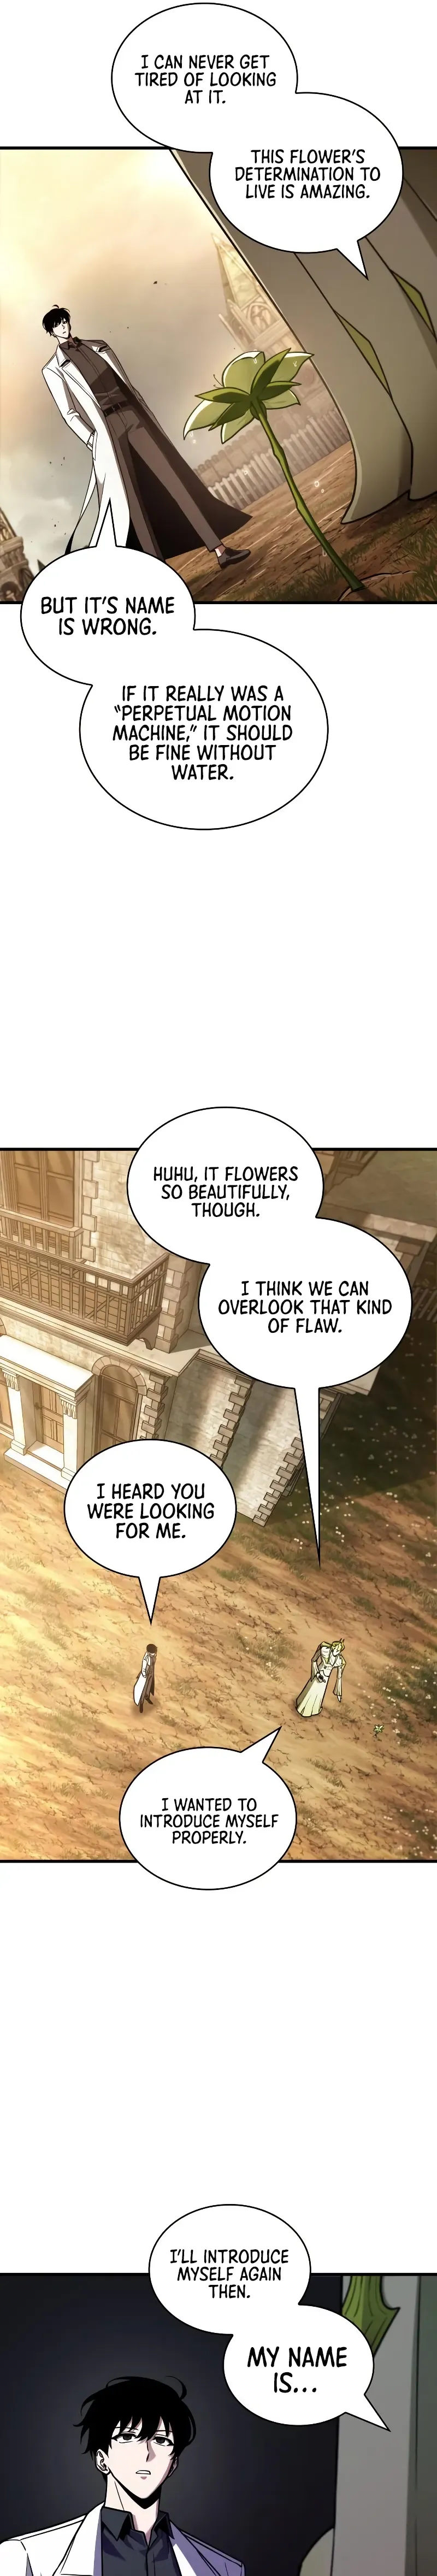 I CAN NEVER GET
TIRED OF LOOKING
AT IT.
THIS FLOWER'S
DETERMINATION TO
LIVE IS AMAZING.
BUT IT'S NAME
IS WRONG.
IF IT REALLY WAS A
"PERPETUAL MOTION
MACHINE," IT SHOULD
BE FINE WITHOUT
WATER.
HUHU, IT FLOWERS
SO BEAUTIFULLY,
THOUGH.
I THINK WE CAN
OVERLOOK THAT KIND
OF FLAW.
I HEARD YOU
WERE LOOKING
FOR ME.
I WANTED TO
INTRODUCE MYSELF
PROPERLY.
I'LL INTRODUCE
MYSELF AGAIN
THEN.
MY NAME
IS...